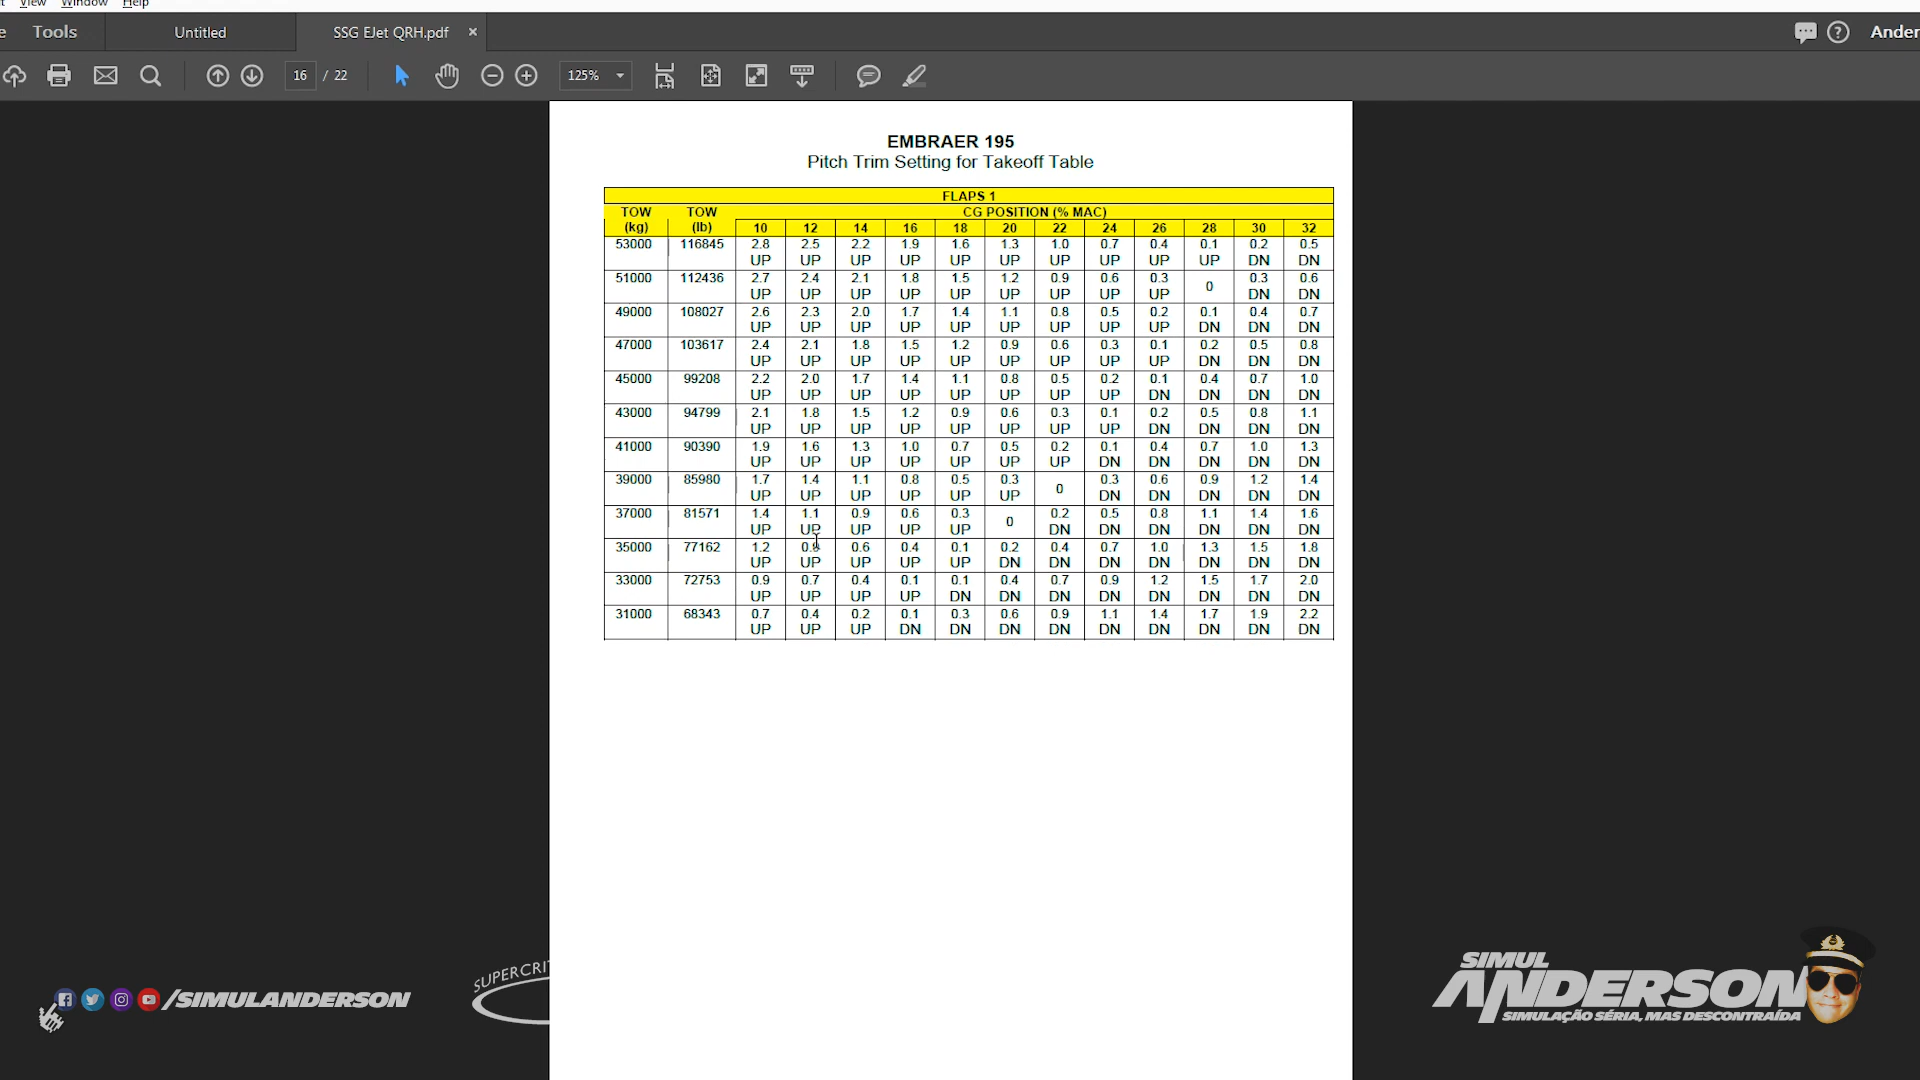 View Window Help
Tools Untitled SSG EJet QRH.pdf × Ander
16 / 22 125%
EMBRAER 195
Pitch Trim Setting for Takeoff Table
FLAPS 1
TOW TOW CG POSITION (% MAC)
(kg) (lb) 10 12 14 16 18 20 22 24 26 28 30 32
53000 116845 2.8 2.5 2.2 1.9 1.6 1.3 1.0 0.7 0.4 0.1 0.2 0.5
UP UP UP UP UP UP UP UP UP UP DN DN
51000 112436 2.7 2.4 2.1 1.8 1.5 1.2 0.9 0.6 0.3 0 0.3 0.6
UP UP UP UP UP UP UP UP UP DN DN
49000 108027 2.6 2.3 2.0 1.7 1.4 1.1 0.8 0.5 0.2 0.1 0.4 0.7
UP UP UP UP UP UP UP UP UP DN DN DN
47000 103617 2.4 2.1 1.8 1.5 1.2 0.9 0.6 0.3 0.1 0.2 0.5 0.8
UP UP UP UP UP UP UP UP UP DN DN DN
45000 99208 2.2 2.0 1.7 1.4 1.1 0.8 0.5 0.2 0.1 0.4 0.7 1.0
UP UP UP UP UP UP UP UP DN DN DN DN
43000 94799 2.1 1.8 1.5 1.2 0.9 0.6 0.3 0.1 0.2 0.5 0.8 1.1
UP UP UP UP UP UP UP UP DN DN DN DN
41000 90390 1.9 1.6 1.3 1.0 0.7 0.5 0.2 0.1 0.4 0.7 1.0 1.3
UP UP UP UP UP UP UP DN DN DN DN DN
39000 85980 1.7 1.4 1.1 0.8 0.5 0.3 0 0.3 0.6 0.9 1.2 1.4
UP UP UP UP UP UP DN DN DN DN DN
37000 81571 1.4 1.1 0.9 0.6 0.3 0 0.2 0.5 0.8 1.1 1.4 1.6
UP UP UP UP UP DN DN DN DN DN DN
35000 77162 1.2 0.6 0.4 0.1 0.2 0.4 0.7 1.0 1.3 1.5 1.8
UP UP UP UP UP DN DN DN DN DN DN DN
33000 72753 0.9 0.7 0.4 0.1 0.1 0.4 0.7 0.9 1.2 1.5 1.7 2.0
UP UP UP UP DN DN DN DN DN DN DN DN
31000 68343 0.7 0.4 0.2 0.1 0.3 0.6 0.9 1.1 1.4 1.7 1.9 2.2
UP UP UP DN DN DN DN DN DN DN DN DN
SUPERCRIT
/SIMULANDERSON
SIMUL
ANDERSON
SIMULAÇÃO SÉRIA, MAS DESCONTRAÍDA